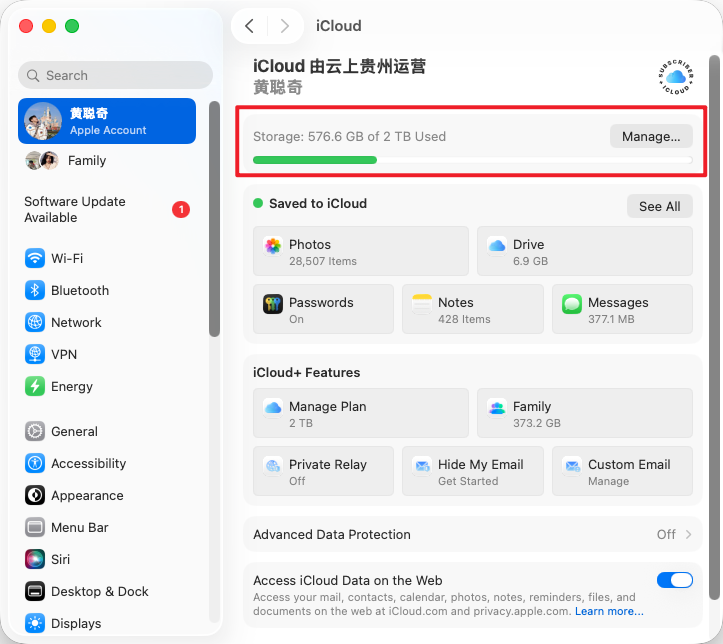 iCloud
Search
黄聪奇
Apple Account
Family
Software Update
Available
1
Wi-Fi
Bluetooth
Network
VPN
Energy
General
Accessibility
Appearance
Menu Bar
Siri
Desktop & Dock
Displays
iCloud 由云上贵州运营
黄聪奇
SUBSCRIBER
iCLOUD+
Storage: 576.6 GB of 2 TB Used
Manage...
Saved to iCloud
See All
Photos
28,507 Items
Drive
6.9 GB
Passwords
On
Notes
428 Items
Messages
377.1 MB
iCloud+ Features
Manage Plan
2 TB
Family
373.2 GB
Private Relay
Off
Hide My Email
Get Started
Custom Email
Manage
Advanced Data Protection
Off
Access iCloud Data on the Web
Access your mail, contacts, calendar, photos, notes, reminders, files, and
documents on the web at iCloud.com and privacy.apple.com. Learn more...